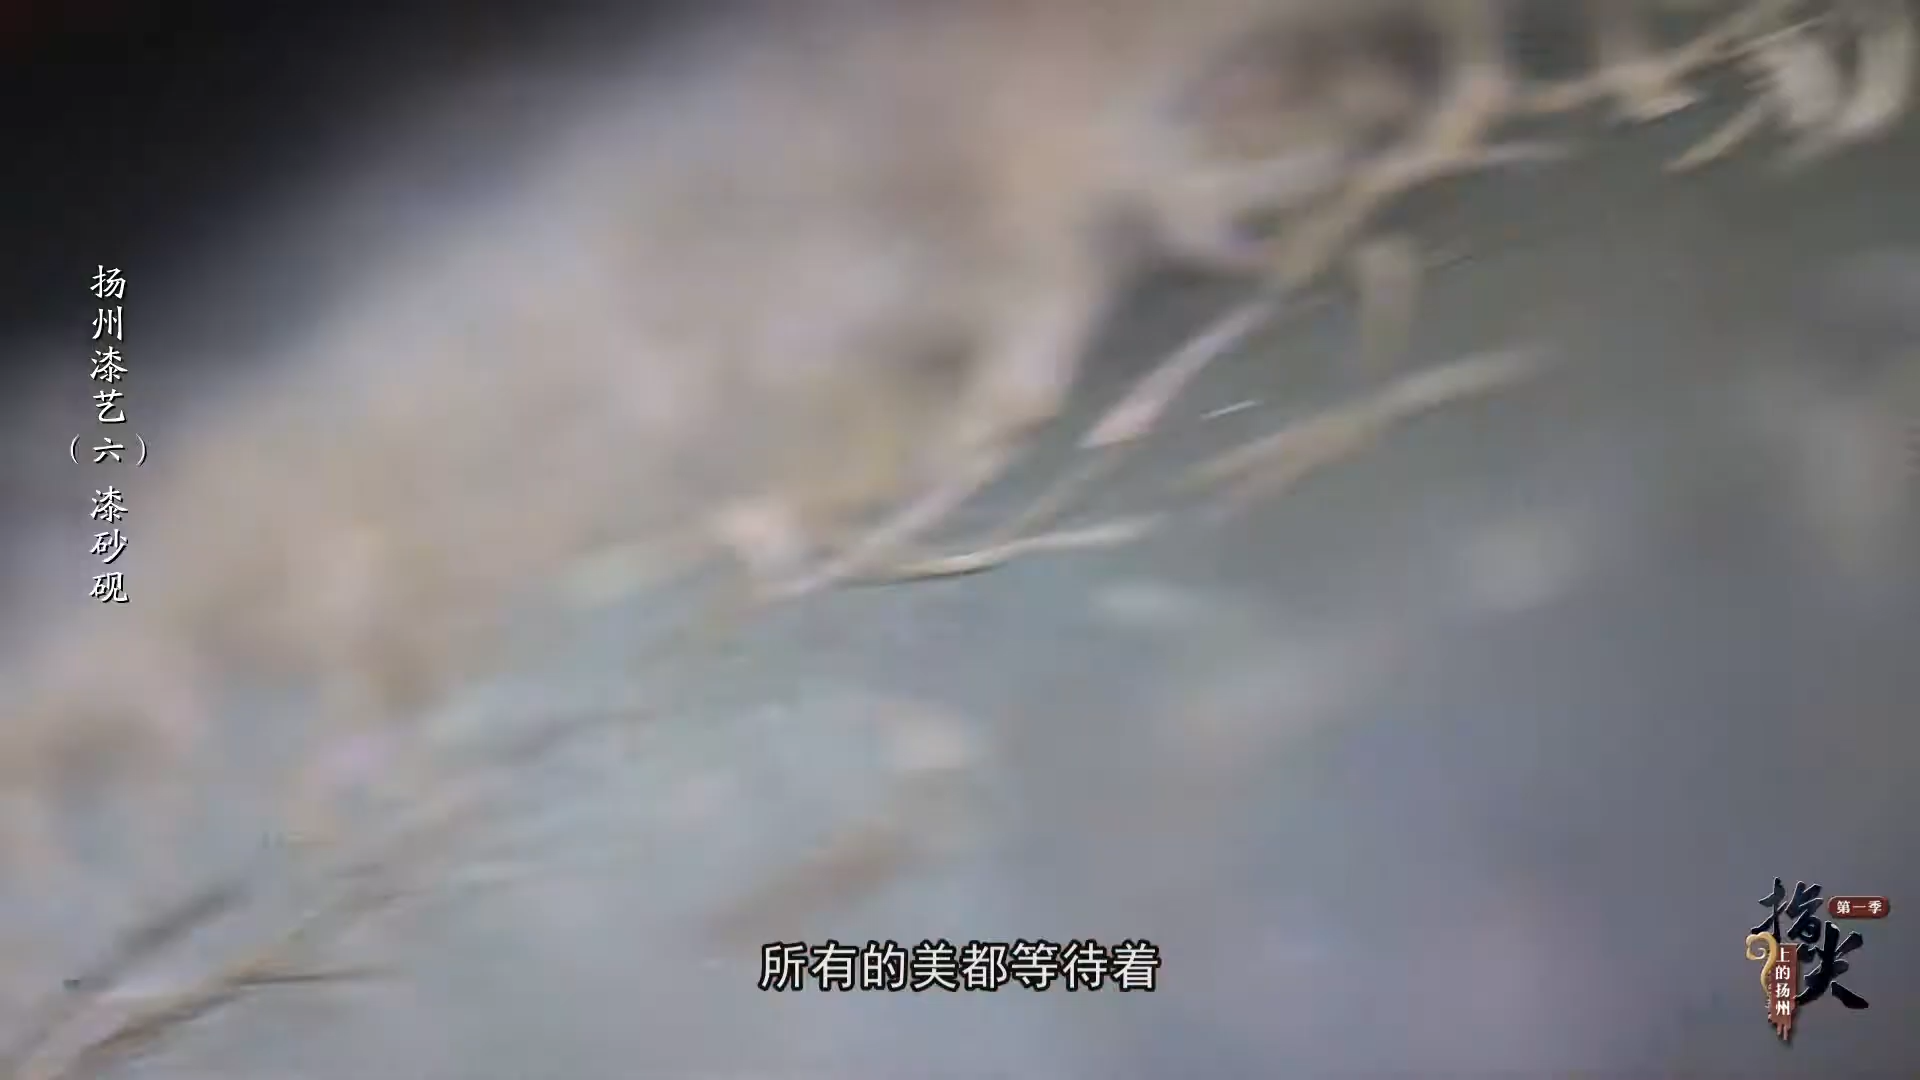 扬州漆艺（六）漆砂砚
所有的美都等待着
指尖
上的扬州
第一季